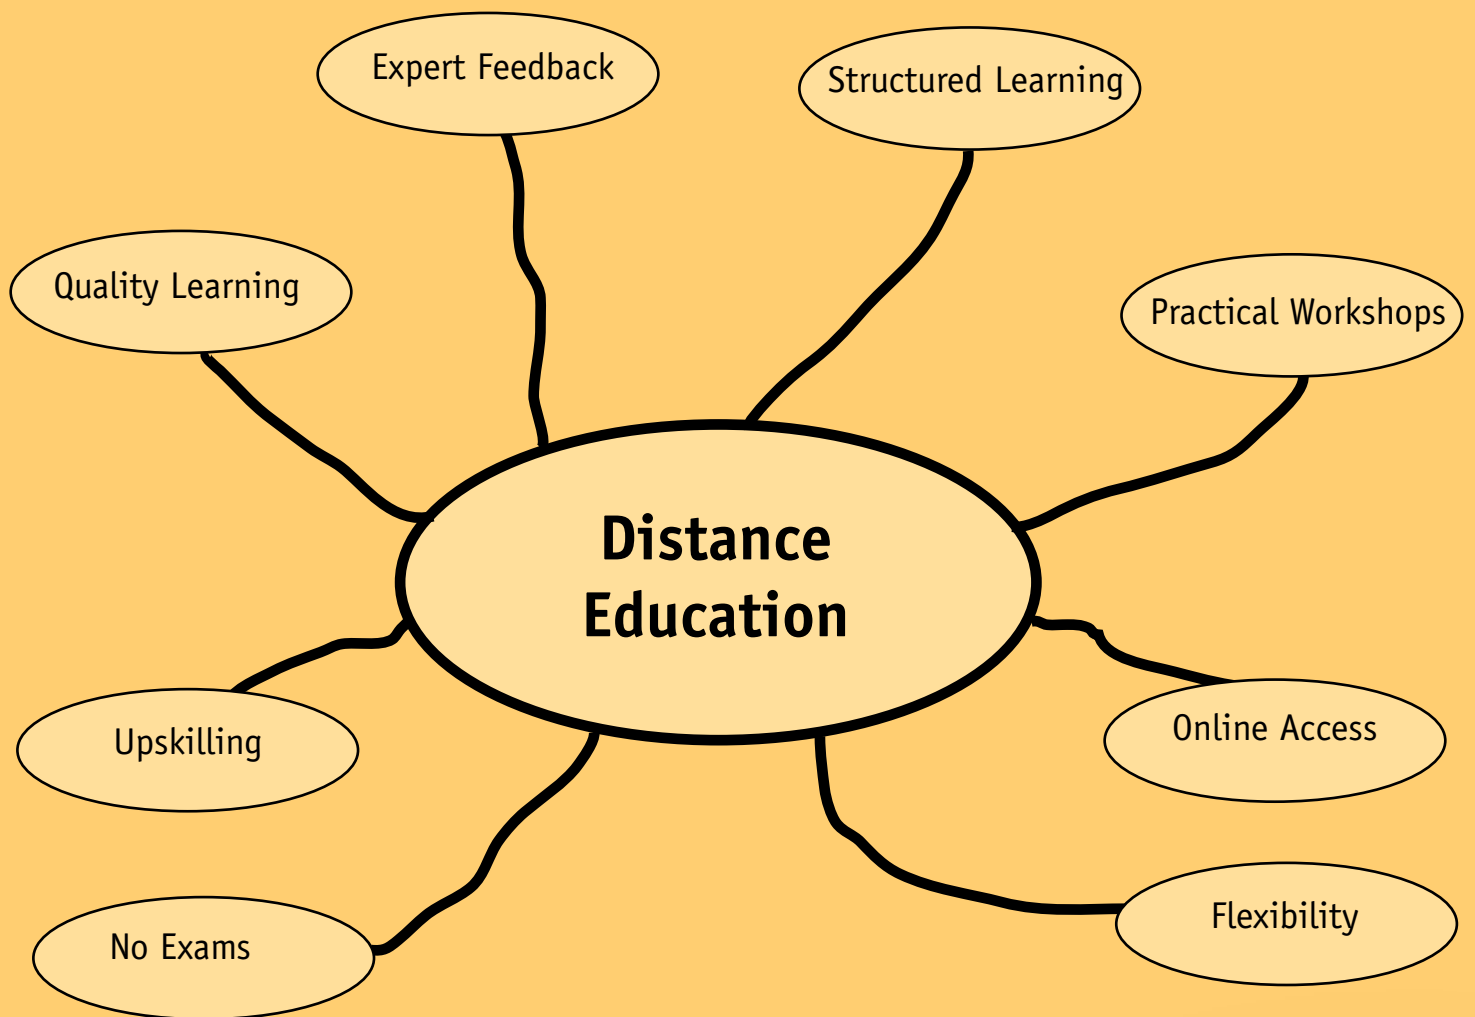 Expert Feedback
Structured Learning
Quality Learning
Practical Workshops
Distance
Education
Upskilling
Online Access
No Exams
Flexibility